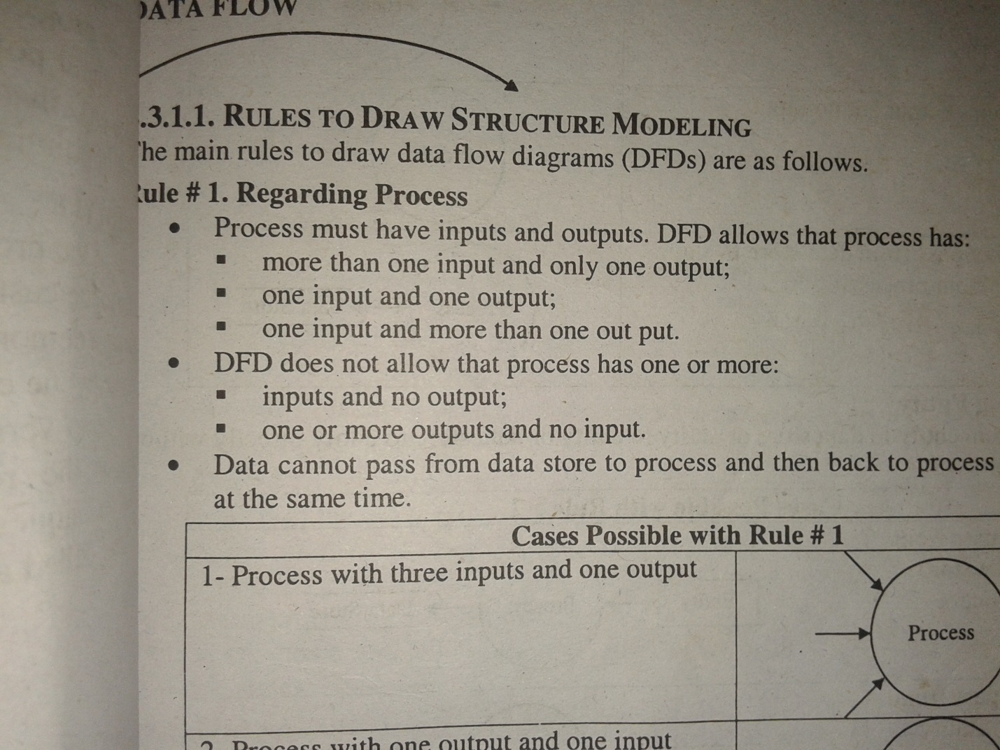 DATA FLOW
.3.1.1. RULES TO DRAW STRUCTURE MODELING
The main rules to draw data flow diagrams (DFDs) are as follows.
Rule # 1. Regarding Process
• Process must have inputs and outputs. DFD allows that process has:
▪ more than one input and only one output;
▪ one input and one output;
▪ one input and more than one out put.
• DFD does not allow that process has one or more:
▪ inputs and no output;
▪ one or more outputs and no input.
• Data cannot pass from data store to process and then back to process
at the same time.
Cases Possible with Rule # 1
1- Process with three inputs and one output
Process
2- Process with one output and one input